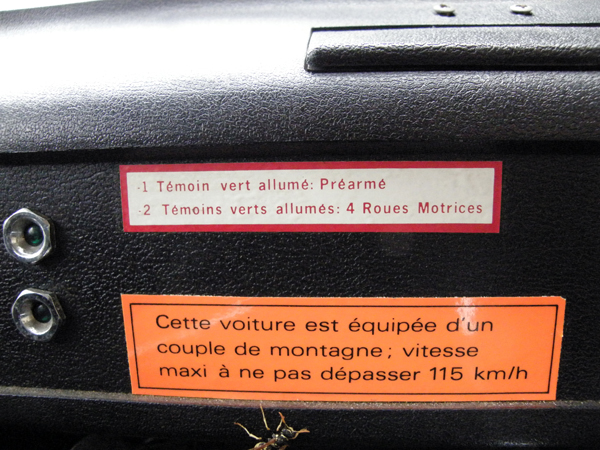 -1 Témoin vert allumé: Préarmé
-2 Témoins verts allumés: 4 Roues Motrices
Cette voiture est équipée d'un
couple de montagne; vitesse
maxi à ne pas dépasser 115 km/h